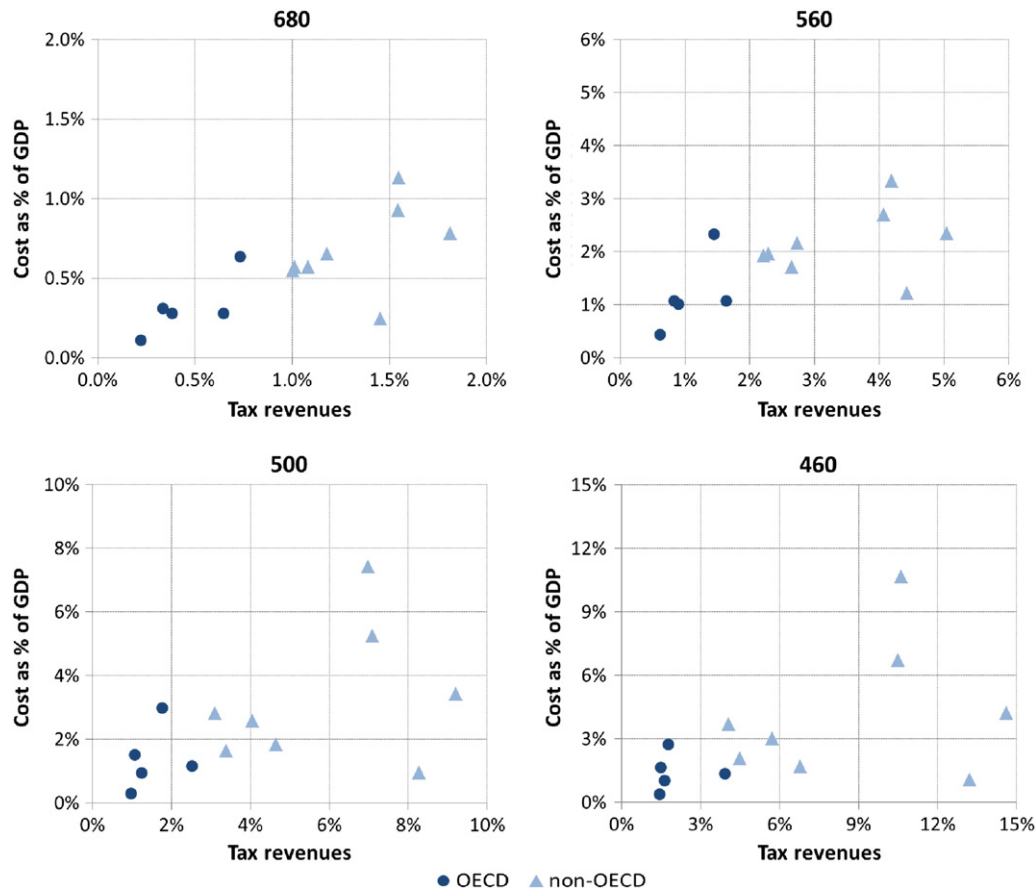 680
2.0%
1.5%
1.0%
0.5%
0.0%
Cost as % of GDP
0.0% 0.5% 1.0% 1.5% 2.0%
Tax revenues
560
6%
5%
4%
3%
2%
1%
0%
Cost as % of GDP
0% 1% 2% 3% 4% 5% 6%
Tax revenues
500
10%
8%
6%
4%
2%
0%
Cost as % of GDP
0% 2% 4% 6% 8% 10%
Tax revenues
460
15%
12%
9%
6%
3%
0%
Cost as % of GDP
0% 3% 6% 9% 12% 15%
Tax revenues
OECD non-OECD